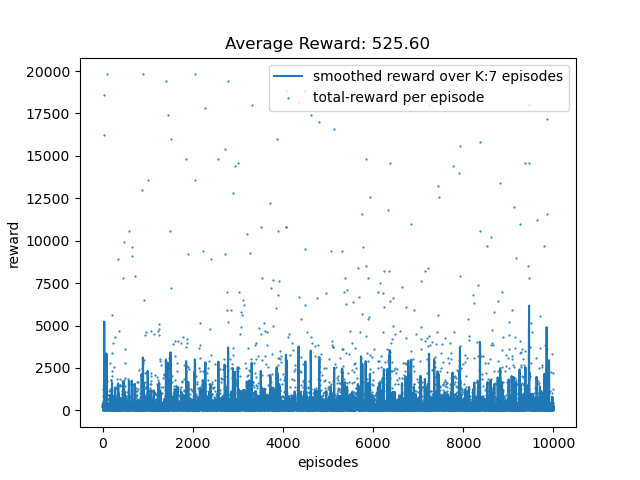 Average Reward: 525.60
smoothed reward over K:7 episodes
total-reward per episode
20000
17500
15000
12500
10000
7500
5000
2500
0
reward
0 2000 4000 6000 8000 10000
episodes